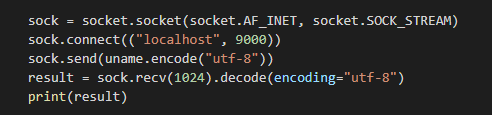 sock = socket.socket(socket.AF_INET, socket.SOCK_STREAM)
sock.connect(("localhost", 9000))
sock.send(uname.encode("utf-8"))
result = sock.recv(1024).decode(encoding="utf-8")
print(result)